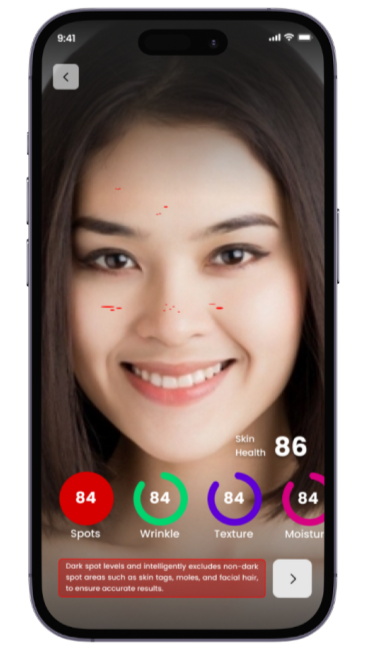 9:41
Skin
Health 86
84 84 84 84
Spots Wrinkle Texture Moistur
Dark spot levels and intelligently excludes non-dark
spot areas such as skin tags, moles, and facial hair,
to ensure accurate results.